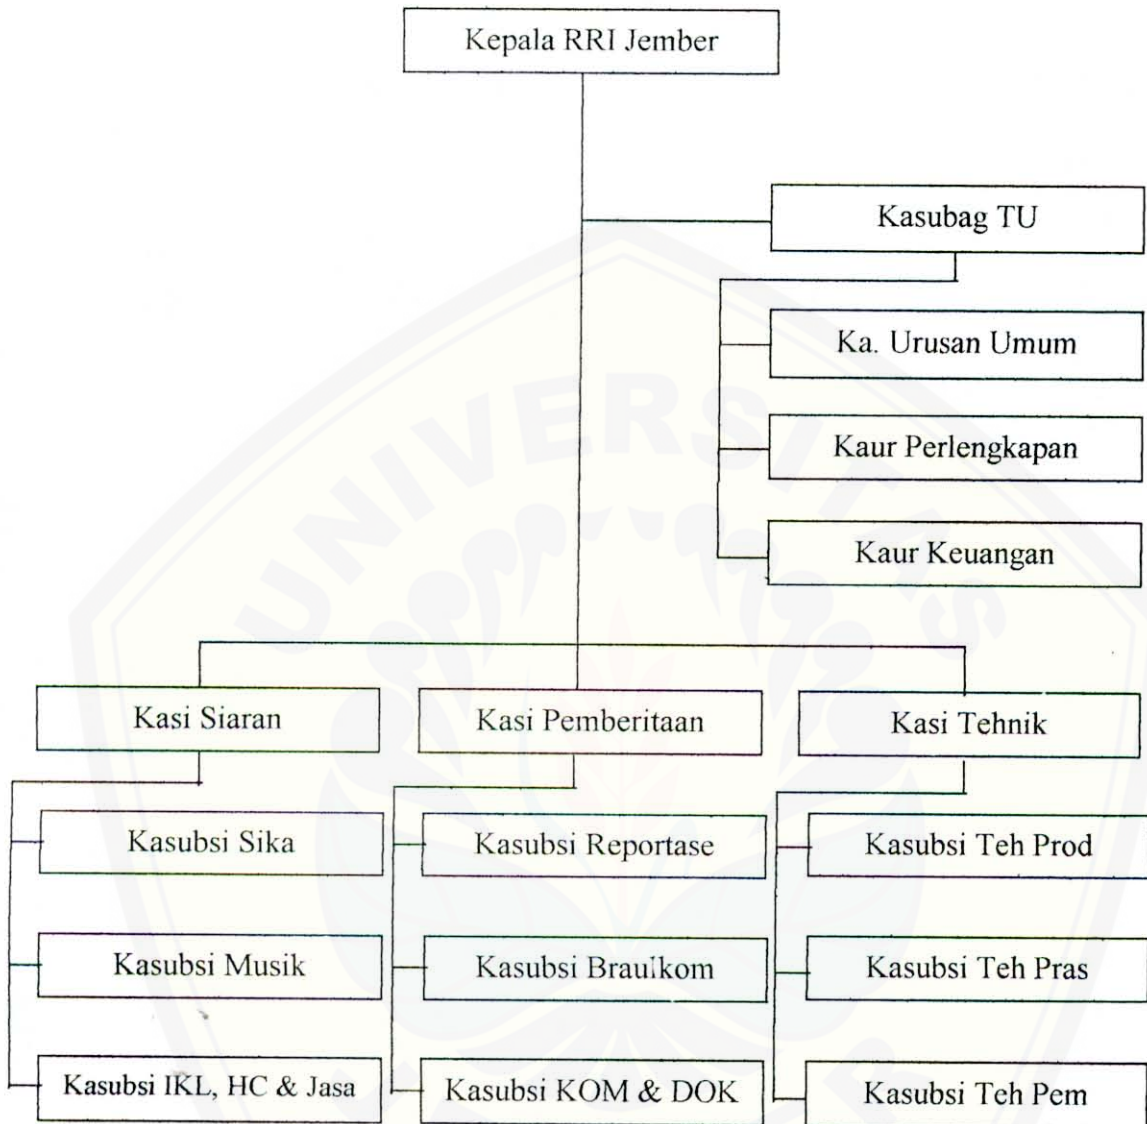 Kepala RRI Jember
Kasubag TU
Ka. Urusan Umum
Kaur Perlengkapan
Kaur Keuangan
UNIVERSITAS
Kasi Siaran
Kasi Pemberitaan
Kasi Tehnik
Kasubsi Sika
Kasubsi Reportase
Kasubsi Teh Prod
Kasubsi Musik
Kasubsi Braulkom
Kasubsi Teh Pras
Kasubsi IKL, HC & Jasa
Kasubsi KOM & DOK
Kasubsi Teh Pem